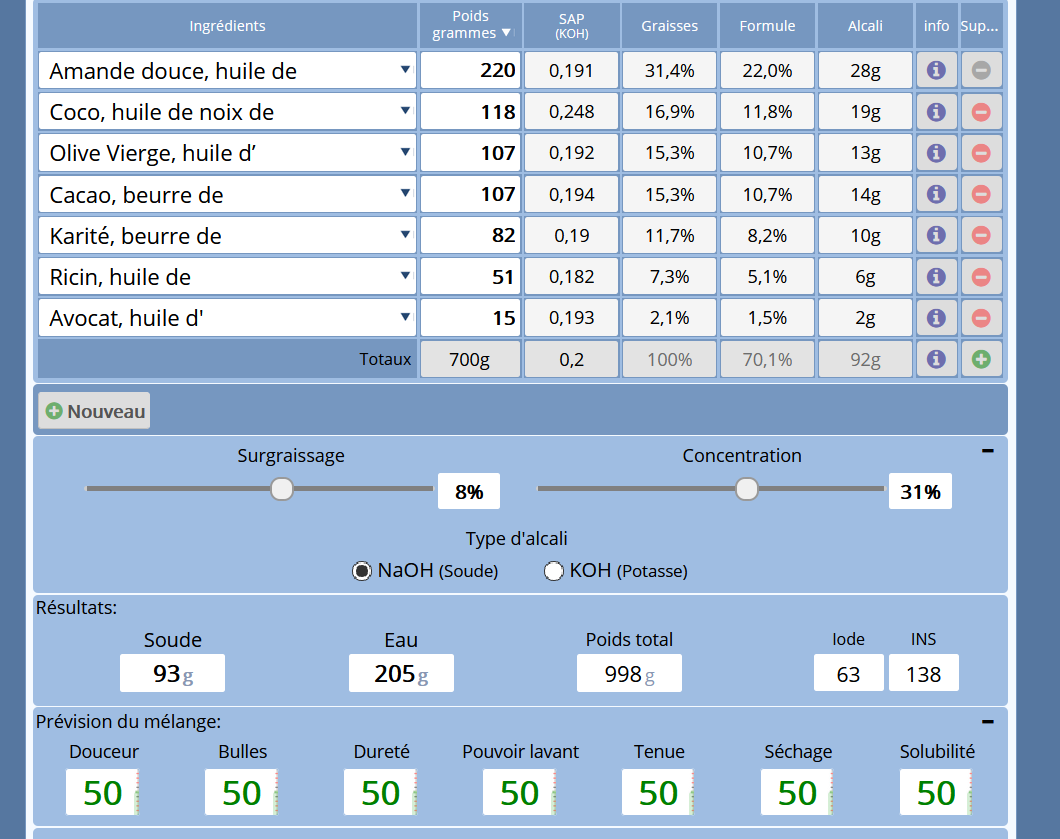 Ingrédients Poids grammes ▼ SAP (KOH) Graisses Formule Alcali info Sup...
Amande douce, huile de 220 0,191 31,4% 22,0% 28g
Coco, huile de noix de 118 0,248 16,9% 11,8% 19g
Olive Vierge, huile d’ 107 0,192 15,3% 10,7% 13g
Cacao, beurre de 107 0,194 15,3% 10,7% 14g
Karité, beurre de 82 0,19 11,7% 8,2% 10g
Ricin, huile de 51 0,182 7,3% 5,1% 6g
Avocat, huile d' 15 0,193 2,1% 1,5% 2g
Totaux 700g 0,2 100% 70,1% 92g
Nouveau
Surgraissage Concentration
8% 31%
Type d'alcali
NaOH (Soude) KOH (Potasse)
Résultats:
Soude Eau Poids total Iode INS
93g 205g 998g 63 138
Prévision du mélange:
Douceur Bulles Dureté Pouvoir lavant Tenue Séchage Solubilité
50 50 50 50 50 50 50